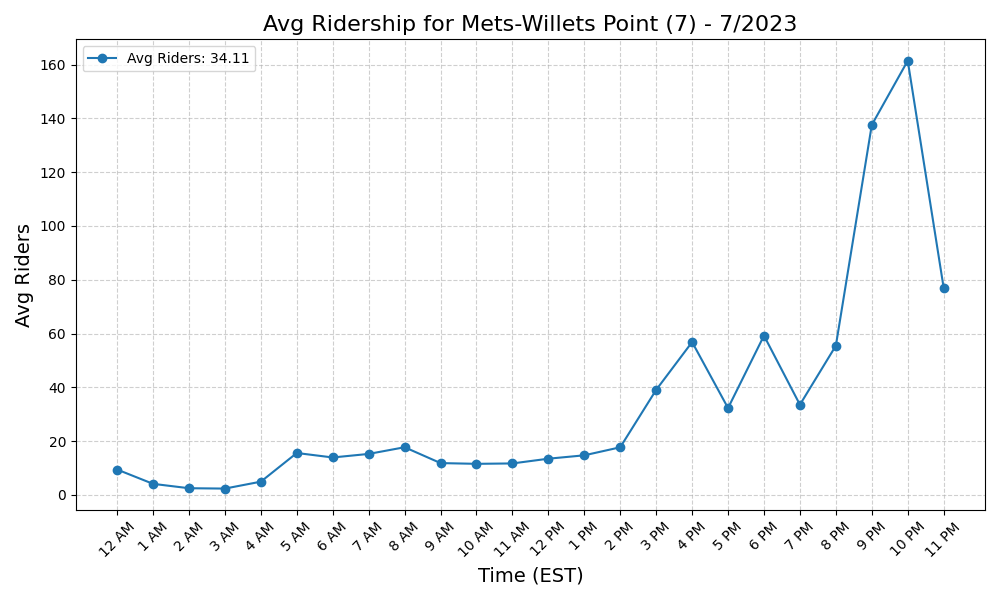 Avg Ridership for Mets-Willets Point (7) - 7/2023
Avg Riders: 34.11
Avg Riders
160
140
120
100
80
60
40
20
0
12 AM
1 AM
2 AM
3 AM
4 AM
5 AM
6 AM
7 AM
8 AM
9 AM
10 AM
11 AM
12 PM
1 PM
2 PM
3 PM
4 PM
5 PM
6 PM
7 PM
8 PM
9 PM
10 PM
11 PM
Time (EST)